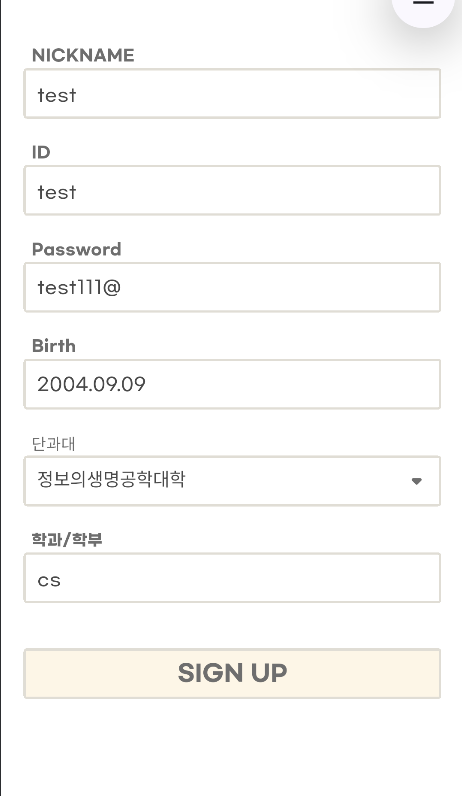 NICKNAME
test
ID
test
Password
test111@
Birth
2004.09.09
단과대
정보의생명공학대학
학과/학부
cs
SIGN UP